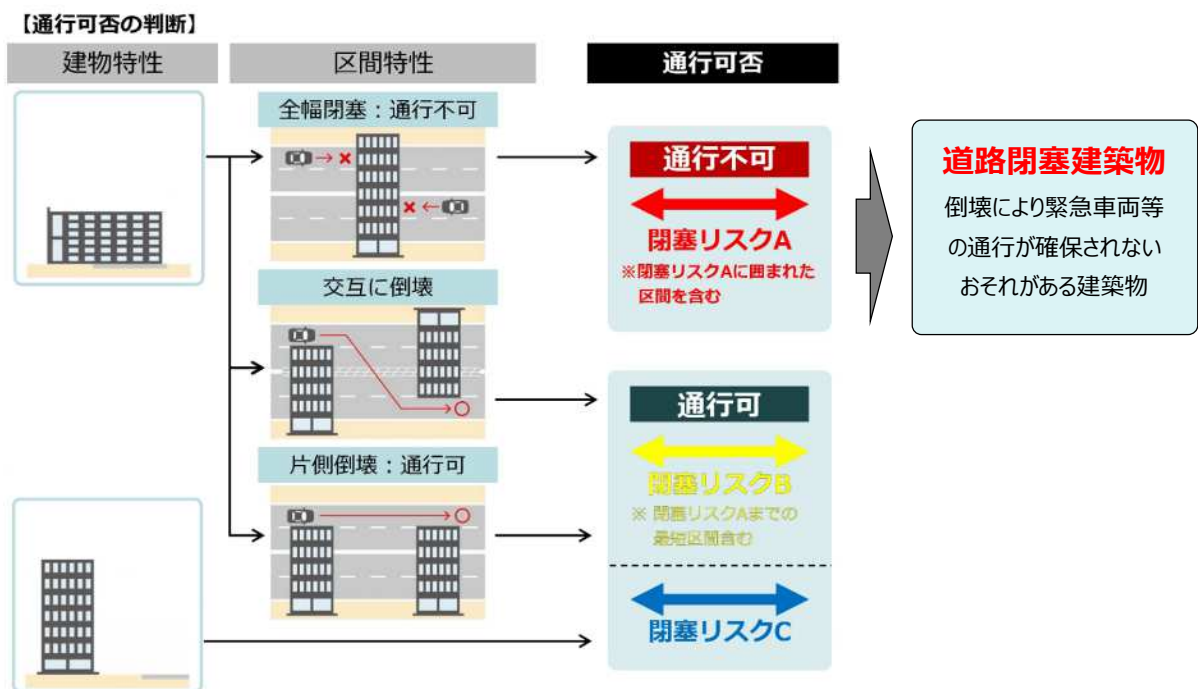 【通行可否の判断】
建物特性
区間特性
通行可否
全幅閉塞：通行不可
交互に倒壊
片側倒壊：通行可
通行不可
閉塞リスクA
※閉塞リスクAに囲まれた
区間を含む
通行可
閉塞リスクB
※ 閉塞リスクAまでの
最短区間含む
閉塞リスクC
道路閉塞建築物
倒壊により緊急車両等
の通行が確保されない
おそれがある建築物